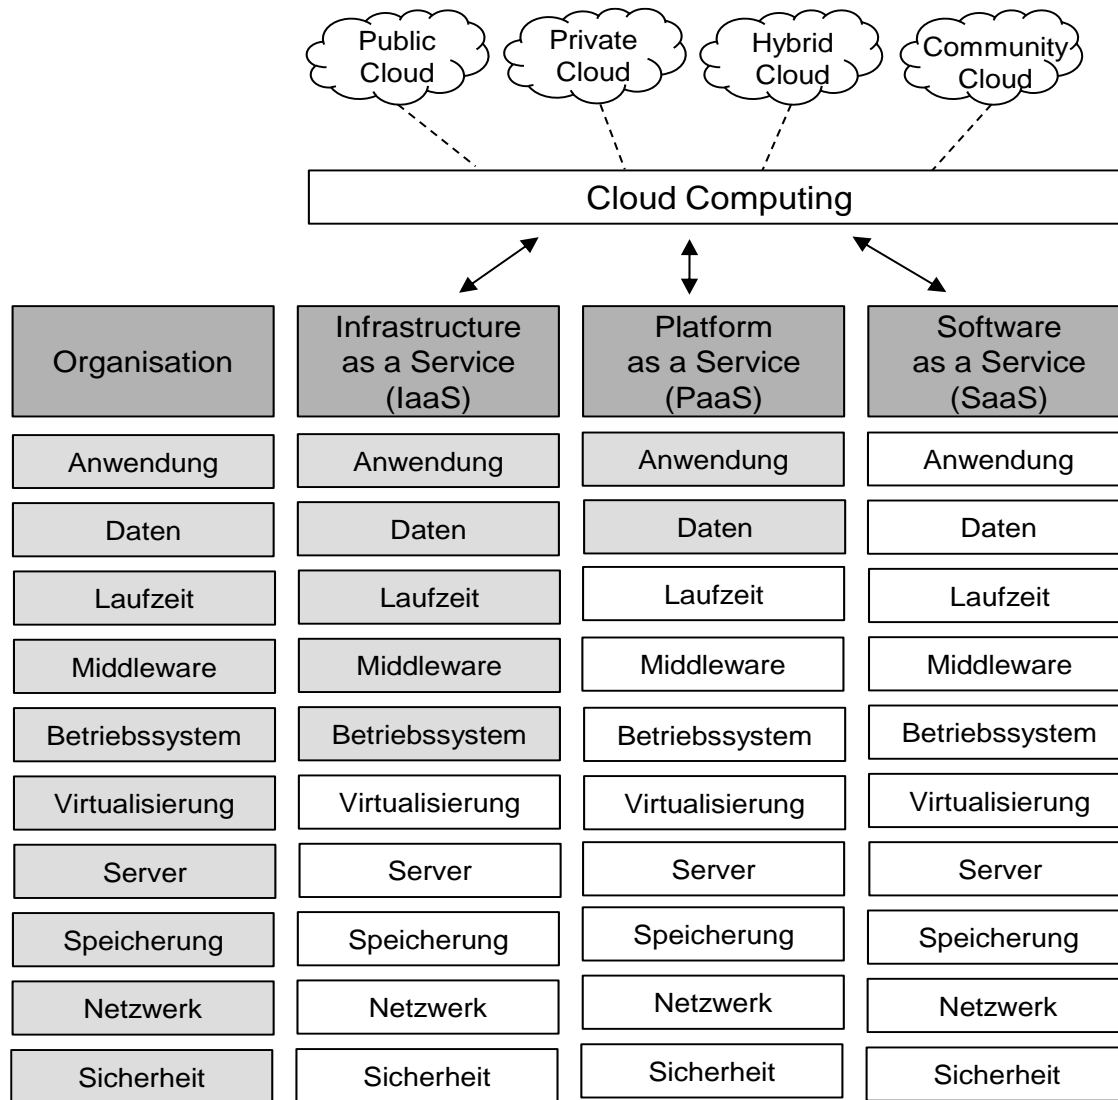 Public
Cloud
Private
Cloud
Hybrid
Cloud
Community
Cloud
Cloud Computing
Organisation
Infrastructure
as a Service
(IaaS)
Platform
as a Service
(PaaS)
Software
as a Service
(SaaS)
Anwendung
Anwendung
Anwendung
Anwendung
Daten
Daten
Daten
Daten
Laufzeit
Laufzeit
Laufzeit
Laufzeit
Middleware
Middleware
Middleware
Middleware
Betriebssystem
Betriebssystem
Betriebssystem
Betriebssystem
Virtualisierung
Virtualisierung
Virtualisierung
Virtualisierung
Server
Server
Server
Server
Speicherung
Speicherung
Speicherung
Speicherung
Netzwerk
Netzwerk
Netzwerk
Netzwerk
Sicherheit
Sicherheit
Sicherheit
Sicherheit